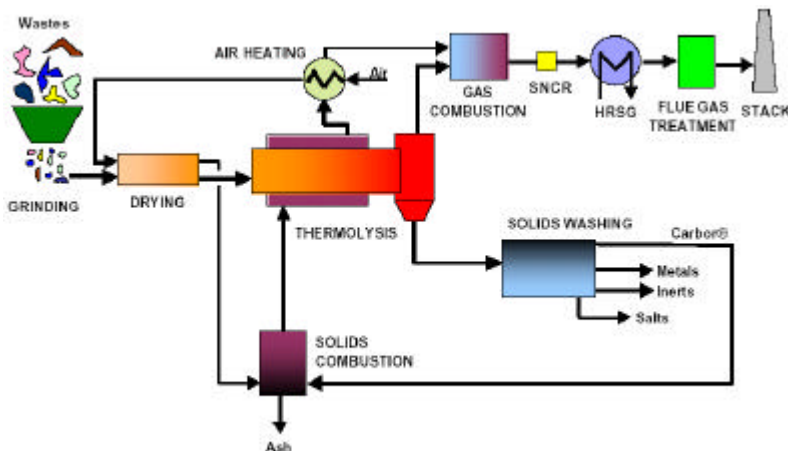 Wastes
AIR HEATING
Air
GAS
COMBUSTION
SNCR
HRSG
FLUE GAS
TREATMENT
STACK
GRINDING
DRYING
THERMOLYSIS
SOLIDS WASHING
Carbor®
Metals
Inerts
Salts
SOLIDS
COMBUSTION
Ash